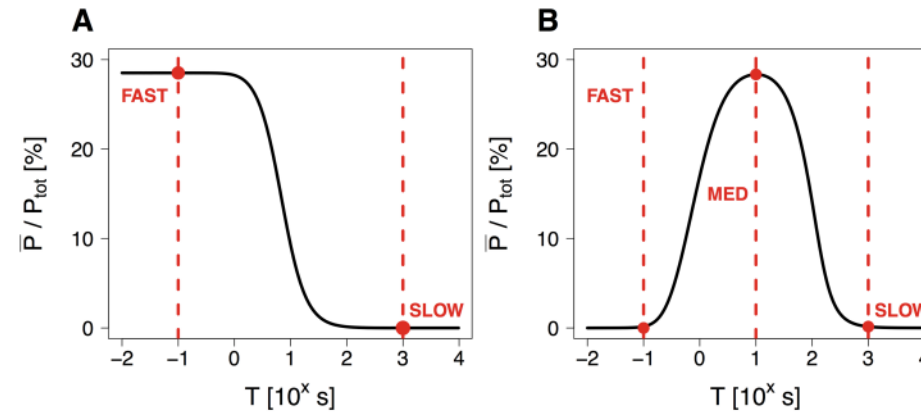 A
P̅ / P_tot [%]
30
20
10
0
FAST
SLOW
−2 −1 0 1 2 3 4
T [10^x s]
B
P̅ / P_tot [%]
30
20
10
0
FAST
MED
SLOW
−2 −1 0 1 2 3 4
T [10^x s]